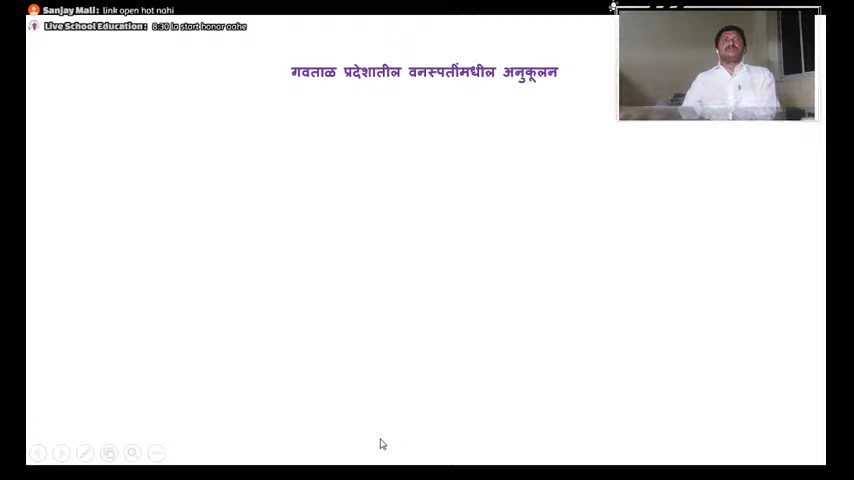 Sanjay Mali: link open hot nahi
Live School Education: 8:30 la start honar aahe
गवताळ प्रदेशातील वनस्पतींमधील अनुकूलन